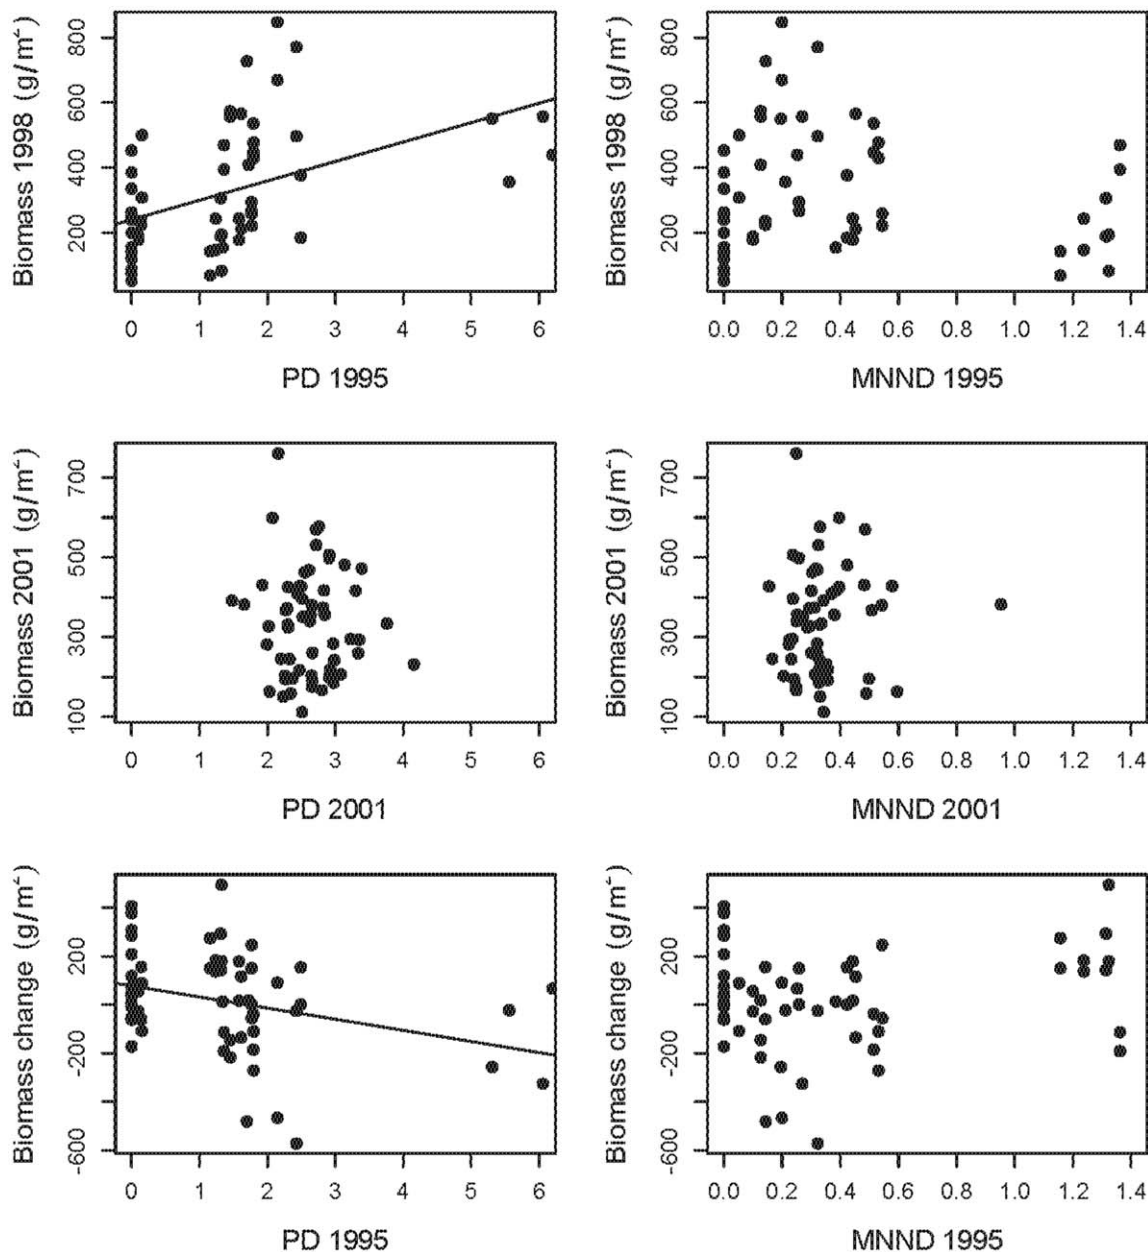 Biomass 1998 (g/m²)
800
600
400
200
0 1 2 3 4 5 6
PD 1995
Biomass 1998 (g/m²)
800
600
400
200
0.0 0.2 0.4 0.6 0.8 1.0 1.2 1.4
MNND 1995
Biomass 2001 (g/m²)
700
500
300
100
0 1 2 3 4 5 6
PD 2001
Biomass 2001 (g/m²)
700
500
300
100
0.0 0.2 0.4 0.6 0.8 1.0 1.2 1.4
MNND 2001
Biomass change (g/m²)
200
-200
-600
0 1 2 3 4 5 6
PD 1995
Biomass change (g/m²)
200
-200
-600
0.0 0.2 0.4 0.6 0.8 1.0 1.2 1.4
MNND 1995